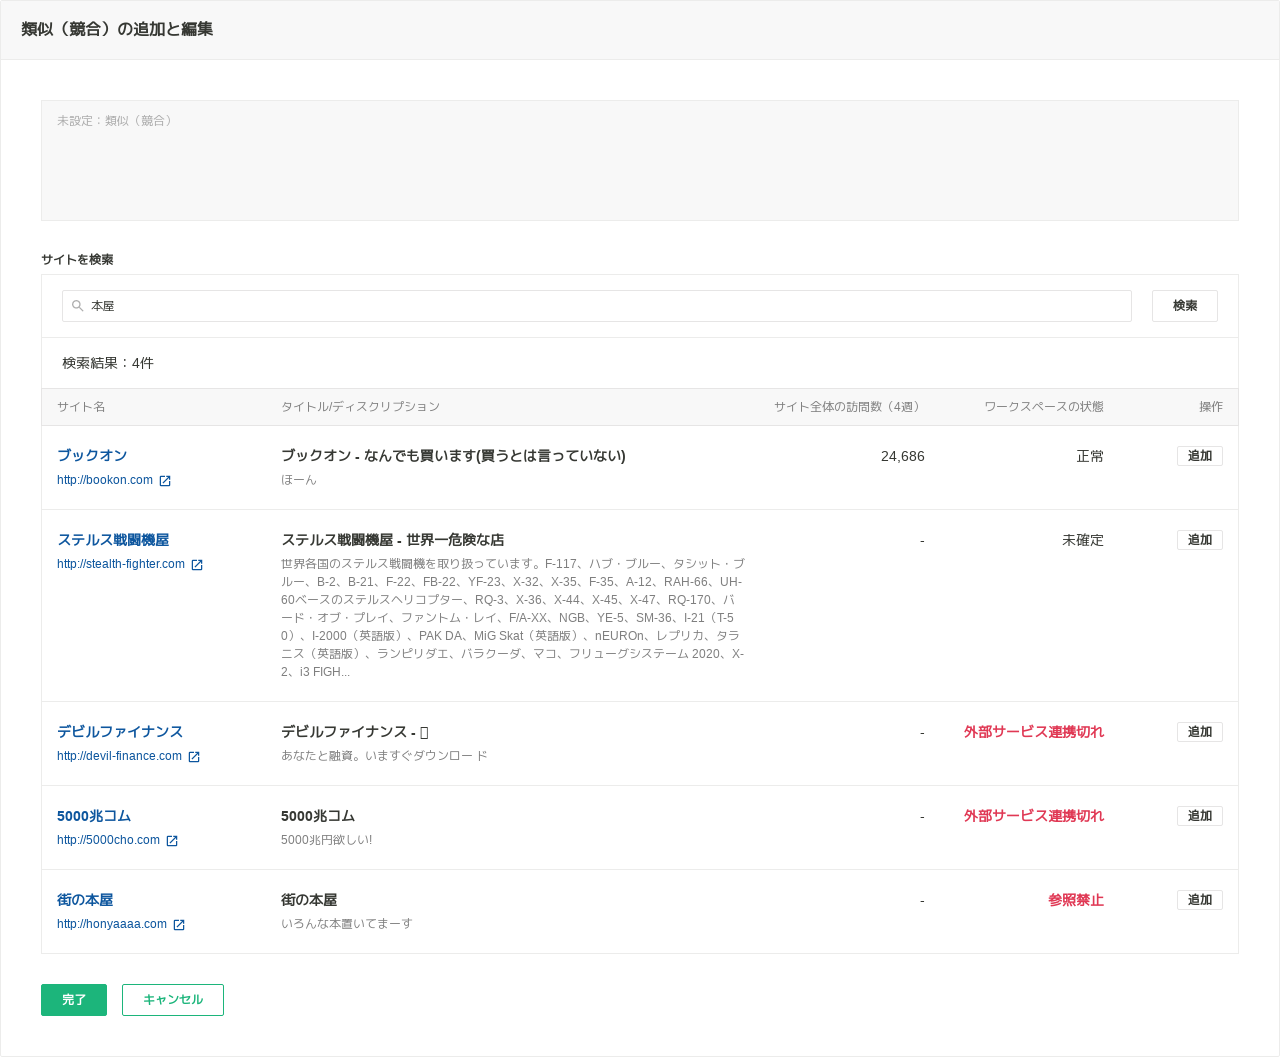 類似（競合）の追加と編集
未設定：類似（競合）
サイトを検索
本屋
検索
検索結果：4件
サイト名 タイトル/ディスクリプション サイト全体の訪問数（4週） ワークスペースの状態 操作
ブックオン ブックオン - なんでも買います(買うとは言っていない) 24,686 正常 追加
http://bookon.com ほーん
ステルス戦闘機屋 ステルス戦闘機屋 - 世界一危険な店 - 未確定 追加
http://stealth-fighter.com 世界各国のステルス戦闘機を取り扱っています。F-117、ハブ・ブルー、タシット・ブ
ルー、B-2、B-21、F-22、FB-22、YF-23、X-32、X-35、F-35、A-12、RAH-66、UH-
60ベースのステルスヘリコプター、RQ-3、X-36、X-44、X-45、X-47、RQ-170、バ
ード・オブ・プレイ、ファントム・レイ、F/A-XX、NGB、YE-5、SM-36、I-21（T-5
0）、I-2000（英語版）、PAK DA、MiG Skat（英語版）、nEUROn、レプリカ、タラ
ニス（英語版）、ランピリダエ、バラクーダ、マコ、フリューグシステーム 2020、X-
2、i3 FIGH...
デビルファイナンス デビルファイナンス - - 外部サービス連携切れ 追加
http://devil-finance.com あなたと融資。いますぐダウンロー ド
5000兆コム 5000兆コム - 外部サービス連携切れ 追加
http://5000cho.com 5000兆円欲しい!
街の本屋 街の本屋 - 参照禁止 追加
http://honyaaaa.com いろんな本置いてまーす
完了 キャンセル